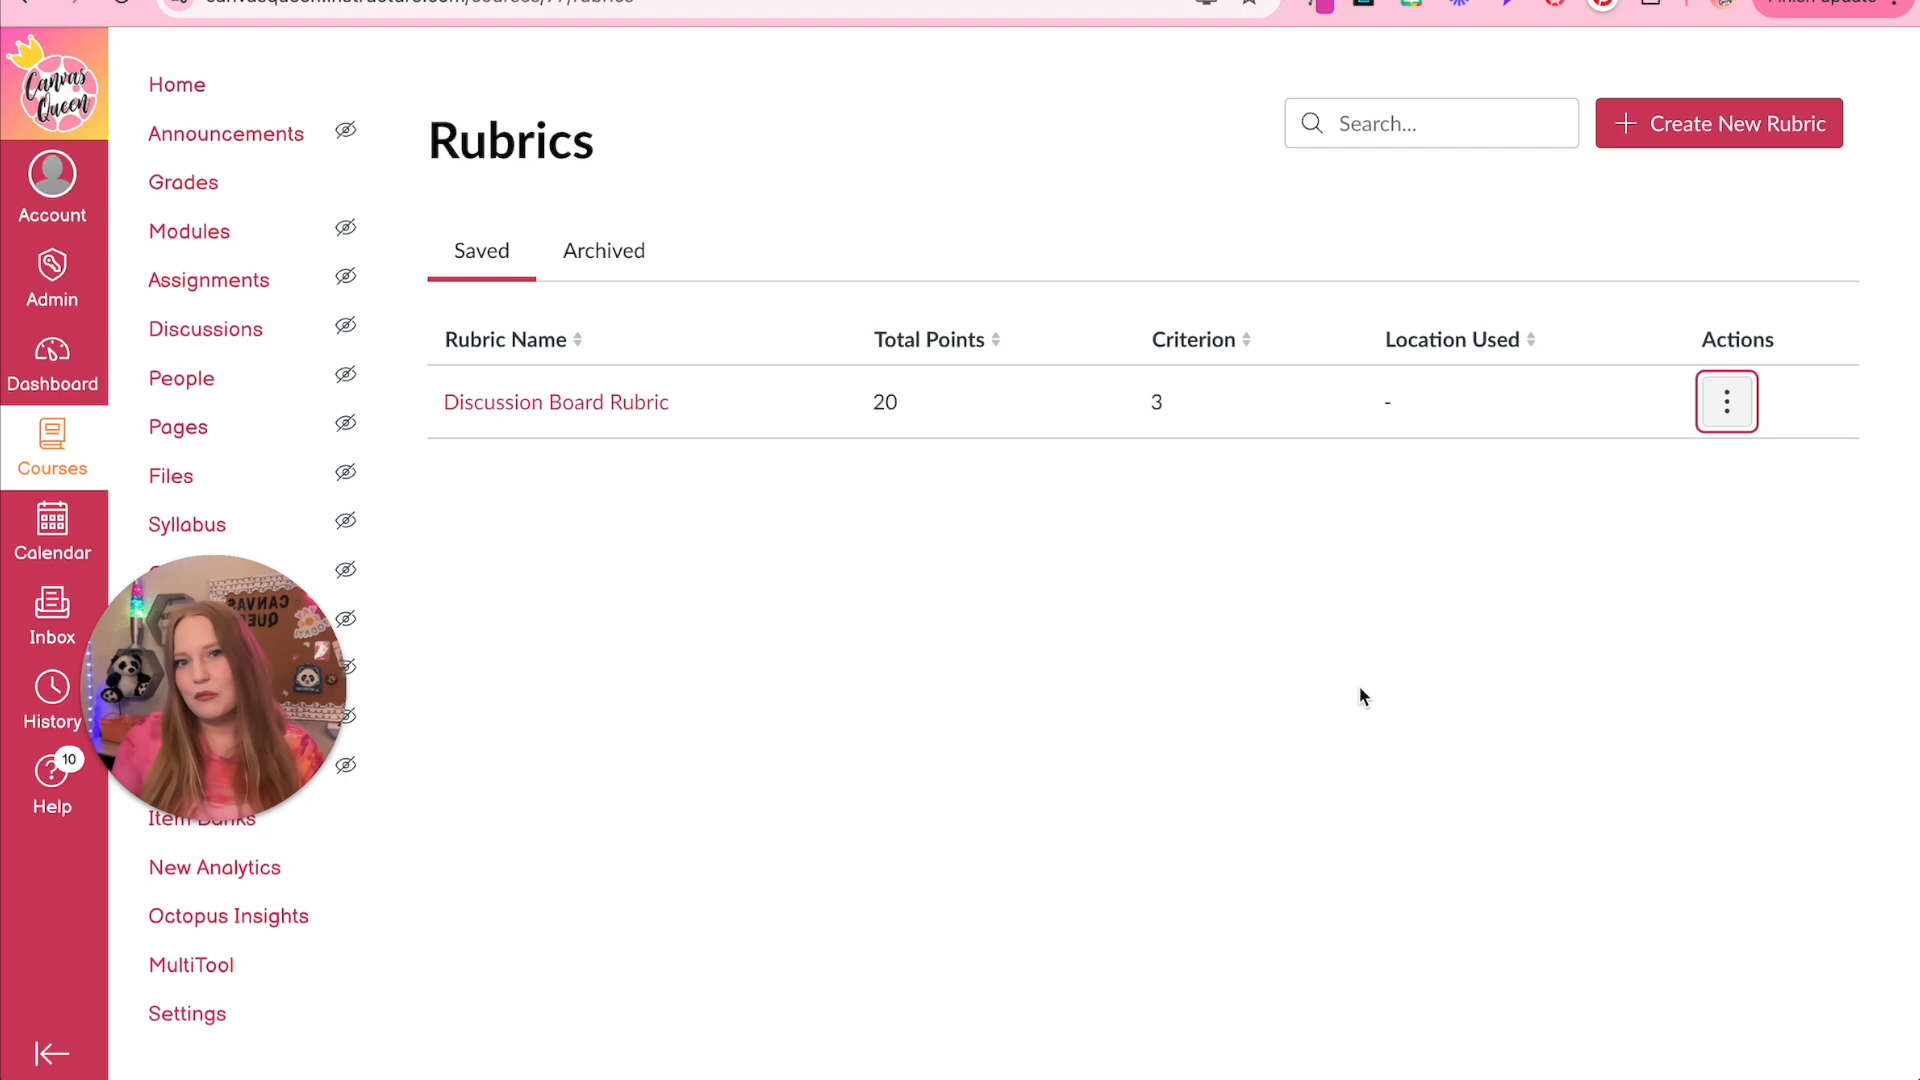 Canvas
Queen
Account
Admin
Dashboard
Courses
Calendar
Inbox
History
10
Help
Home
Announcements
Grades
Modules
Assignments
Discussions
People
Pages
Files
Syllabus
Item Banks
New Analytics
Octopus Insights
MultiTool
Settings
Rubrics
Search...
Create New Rubric
Saved
Archived
Rubric Name
Total Points
Criterion
Location Used
Actions
Discussion Board Rubric
20
3
-